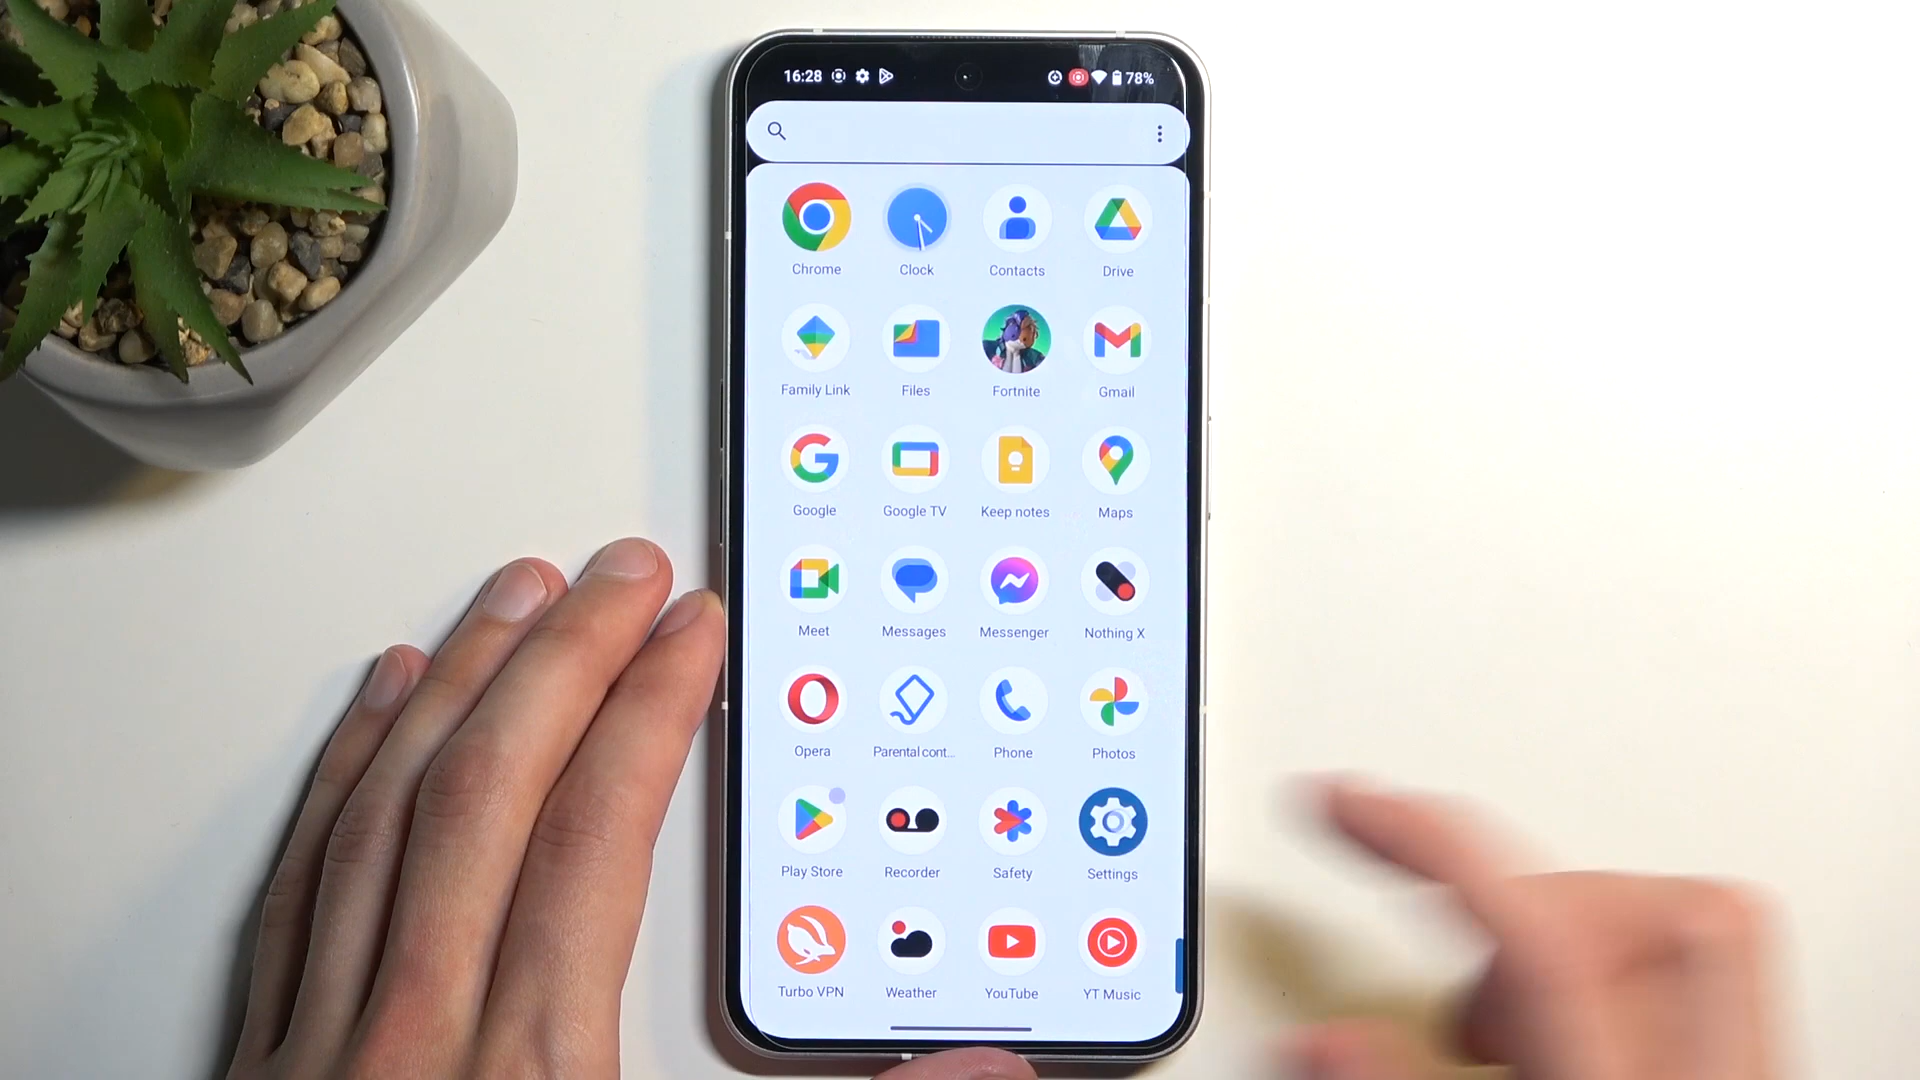 16:28 78%
Chrome Clock Contacts Drive
Family Link Files Fortnite Gmail
Google Google TV Keep notes Maps
Meet Messages Messenger Nothing X
Opera Parental cont... Phone Photos
Play Store Recorder Safety Settings
Turbo VPN Weather YouTube YT Music